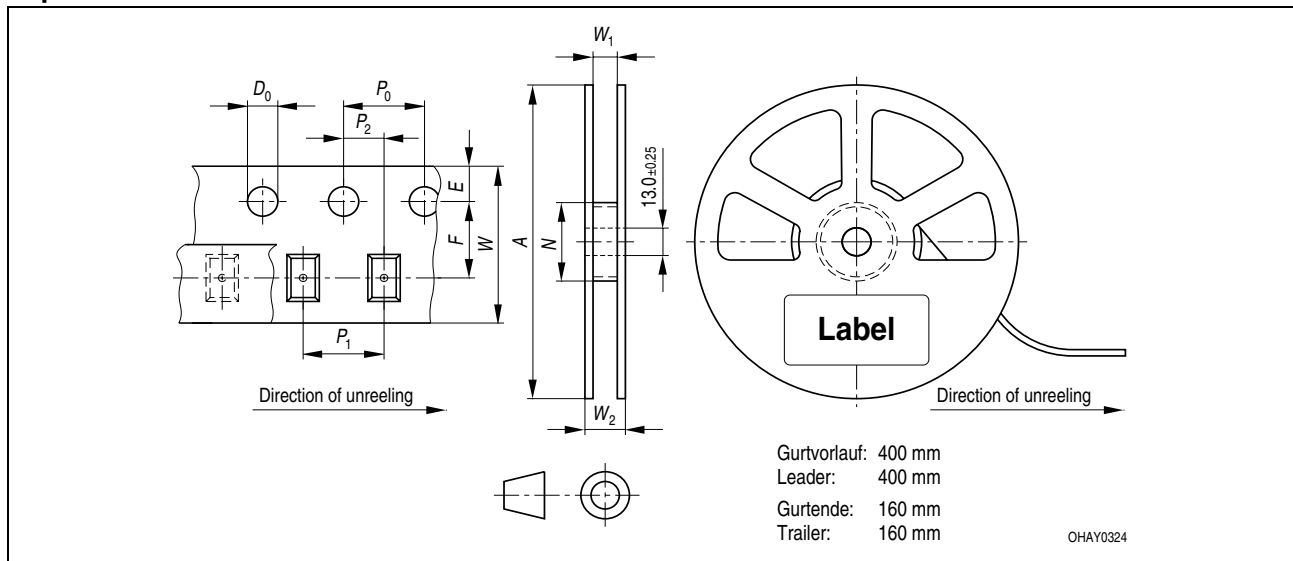 W₁
D₀
P₀
P₂
E
F
W
A
N
13.0±0.25
P₁
Label
Direction of unreeling
Direction of unreeling
W₂
Gurtvorlauf: 400 mm
Leader: 400 mm
Gurtende: 160 mm
Trailer: 160 mm
OHAY0324